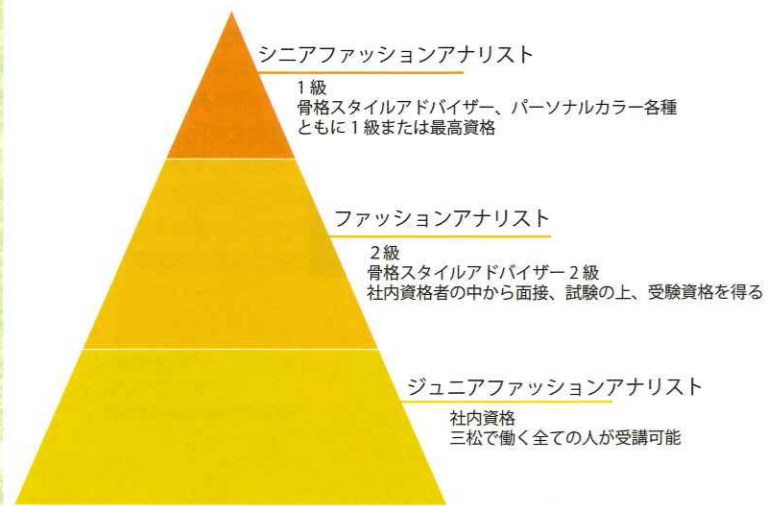 シニアファッションアナリスト
1級
骨格スタイルアドバイザー、パーソナルカラー各種
ともに1級または最高資格
ファッションアナリスト
2級
骨格スタイルアドバイザー2級
社内資格者の中から面接、試験の上、受験資格を得る
ジュニアファッションアナリスト
社内資格
三松で働く全ての人が受講可能